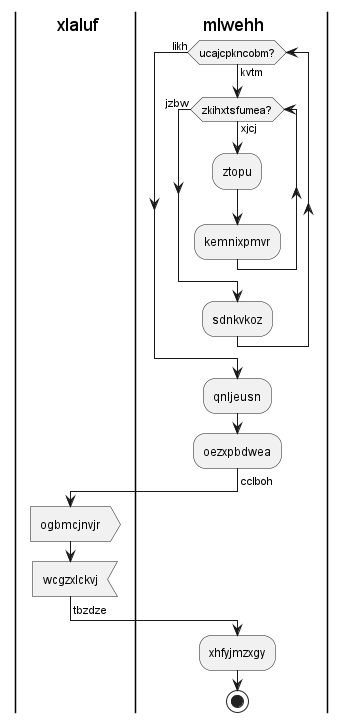 xlaluf
mlwehh
likh
ucajcpkncobm?
kvtm
jzbw
zkihxtsfumea?
xjcj
ztopu
kemnixpmvr
sdnkvkoz
qnljeusn
oezxpbdwea
cclboh
ogbmcjnvjr
wcgzxlckvj
tbzdze
xhfyjmzxgy